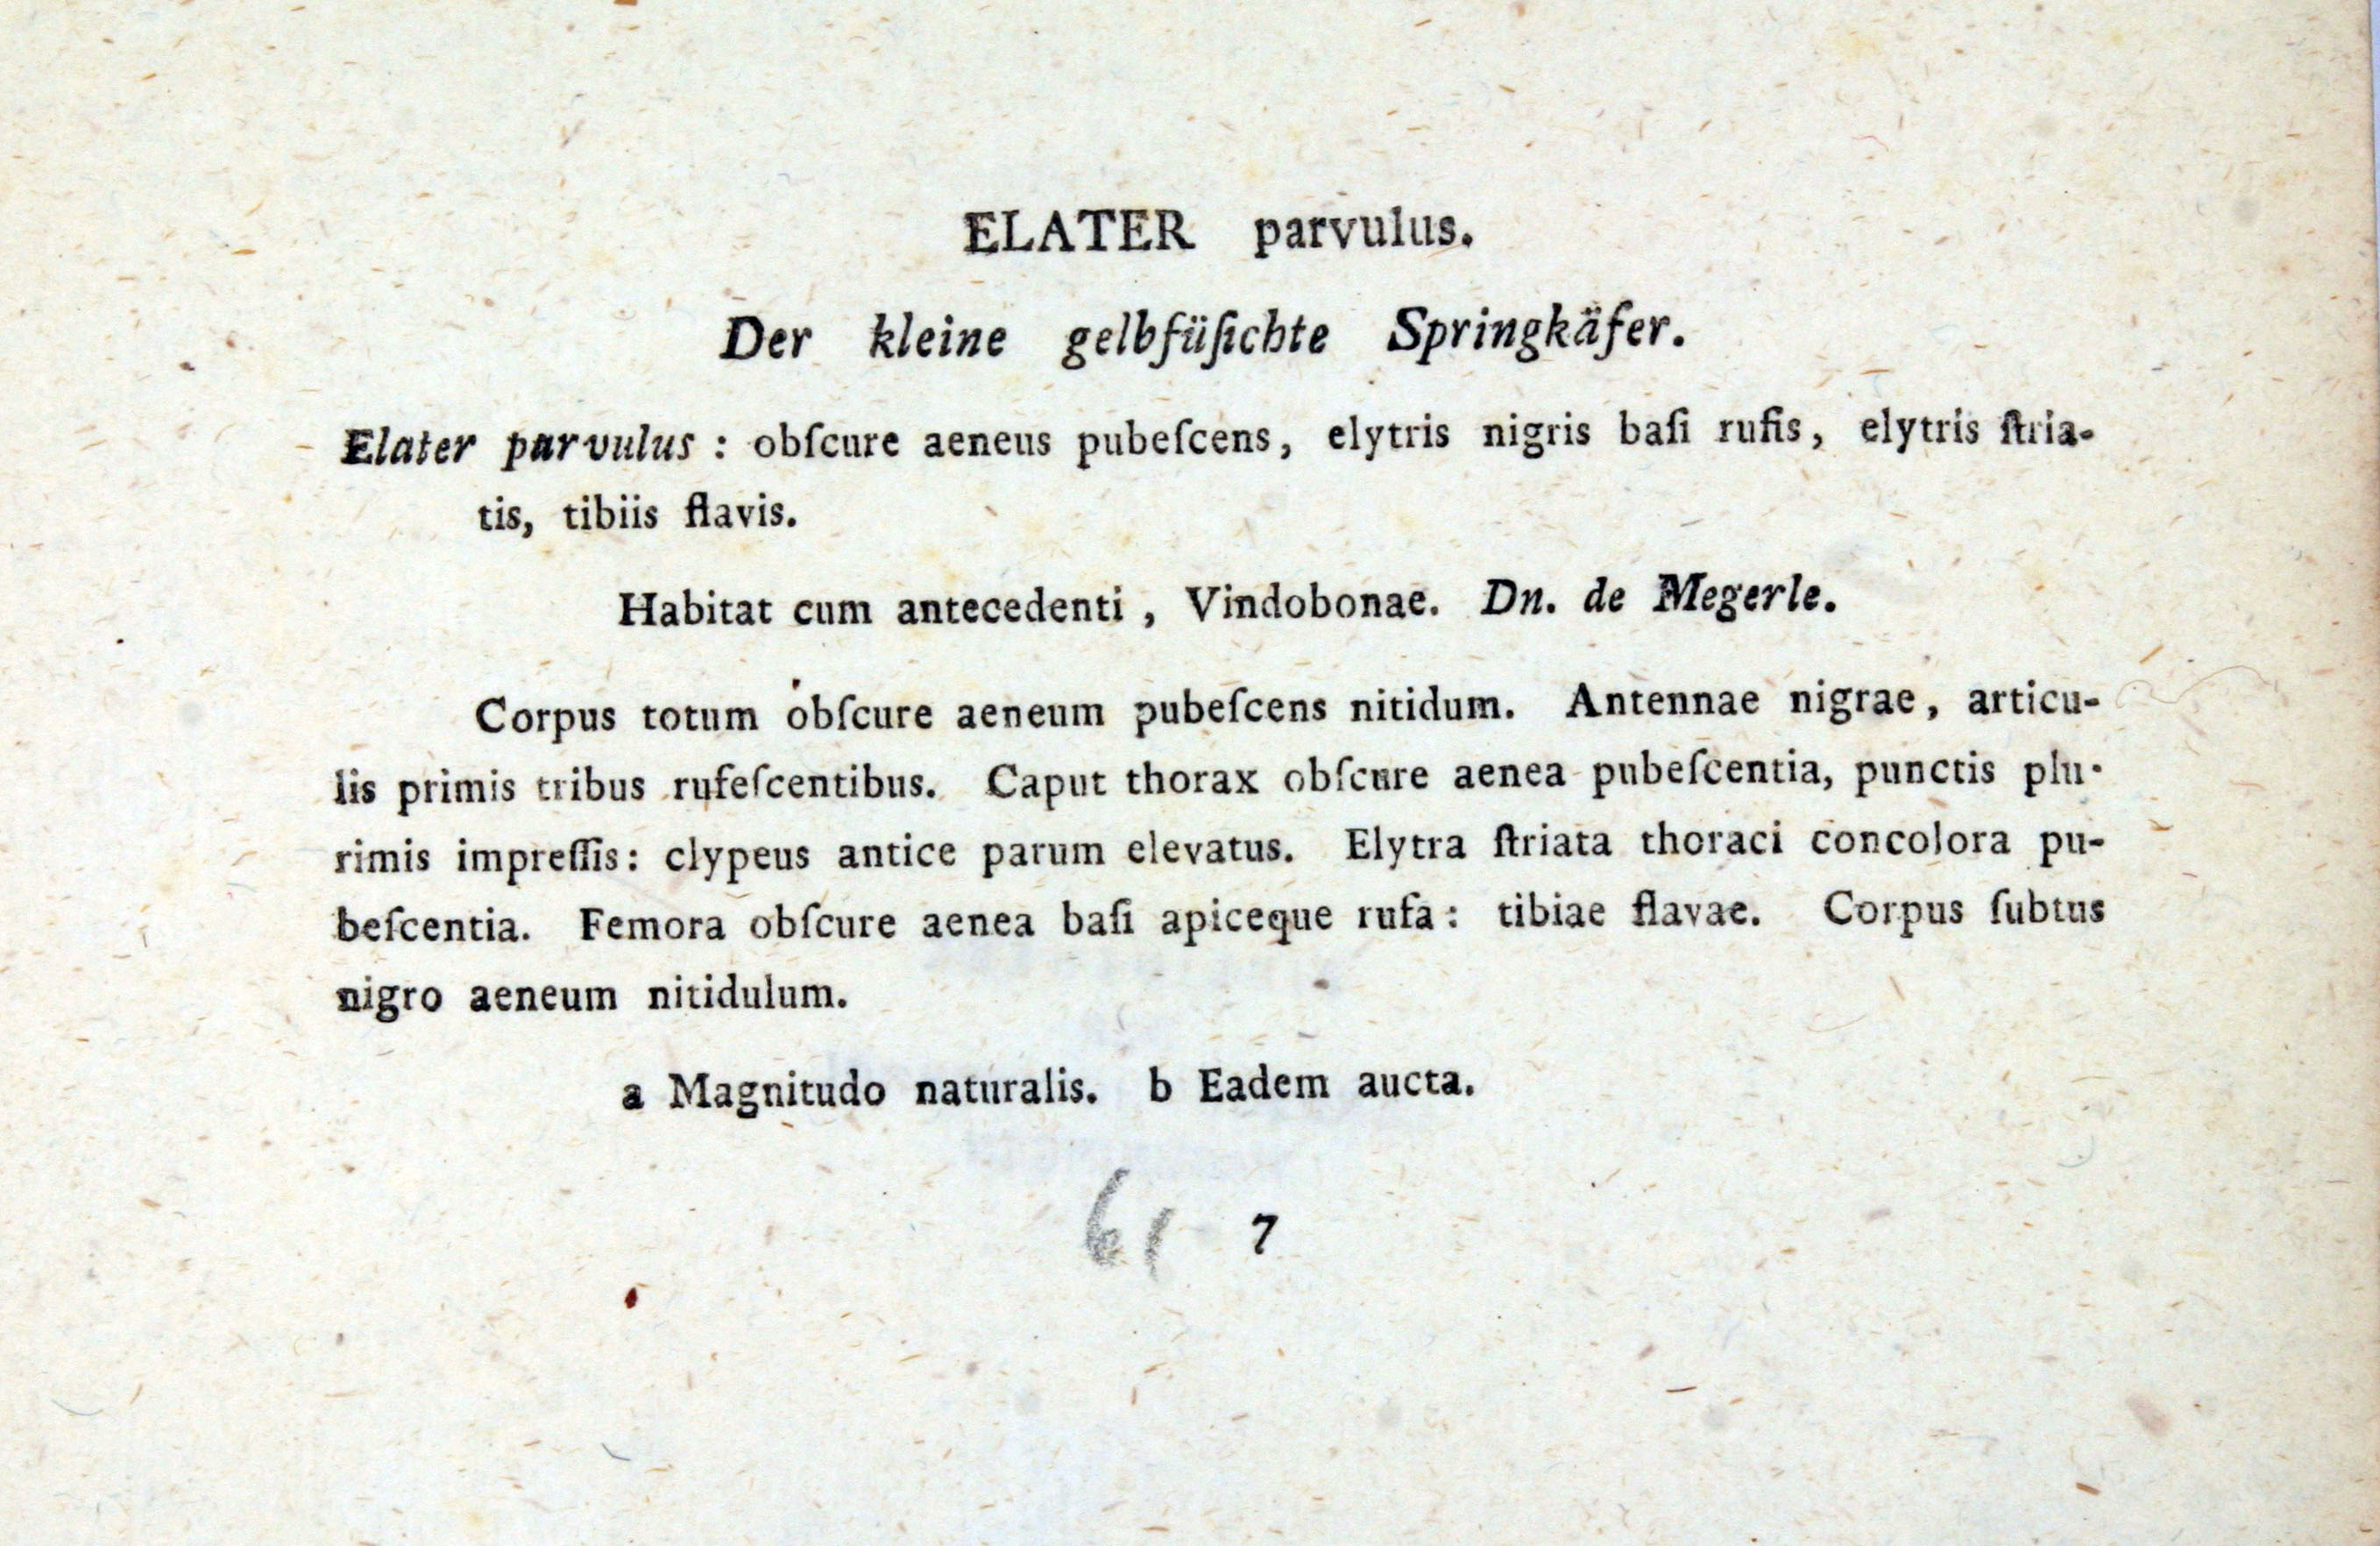 ELATER parvulus.
Der kleine gelbfüſichte Springkäfer.
Elater parvulus : obſcure aeneus pubeſcens, elytris nigris baſi rufis, elytris ſtria-
tis, tibiis flavis.
Habitat cum antecedenti, Vindobonae. Dn. de Megerle.
Corpus totum obſcure aeneum pubeſcens nitidum. Antennae nigrae, articu-
lis primis tribus rufeſcentibus. Caput thorax obſcure aenea pubeſcentia, punctis plu-
rimis impreſſis: clypeus antice parum elevatus. Elytra ſtriata thoraci concolora pu-
beſcentia. Femora obſcure aenea baſi apiceque rufa: tibiae flavae. Corpus ſubtus
nigro aeneum nitidulum.
a Magnitudo naturalis. b Eadem aucta.
61 7